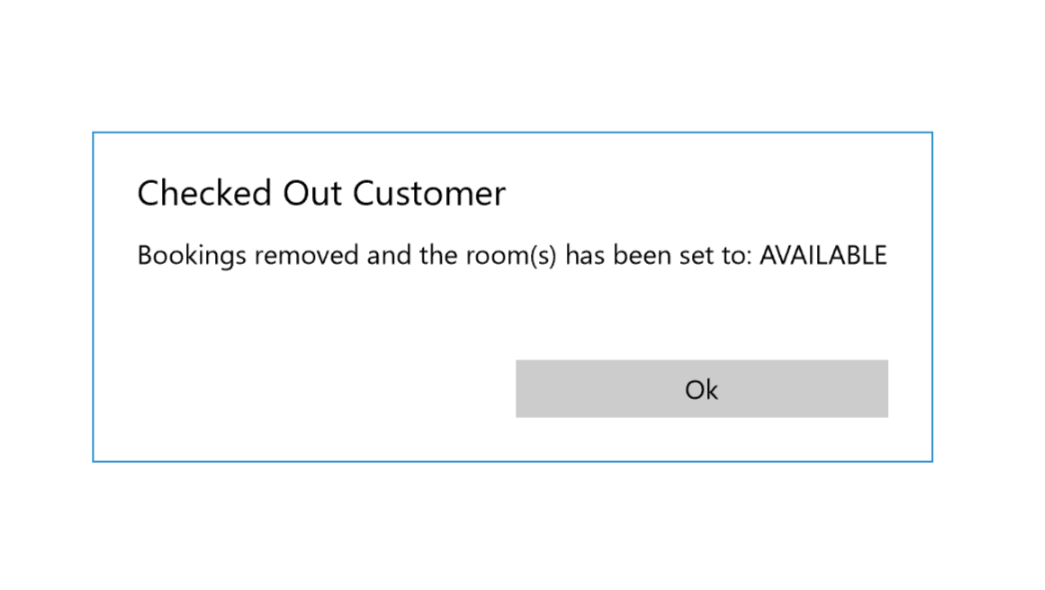 Checked Out Customer
Bookings removed and the room(s) has been set to: AVAILABLE
Ok